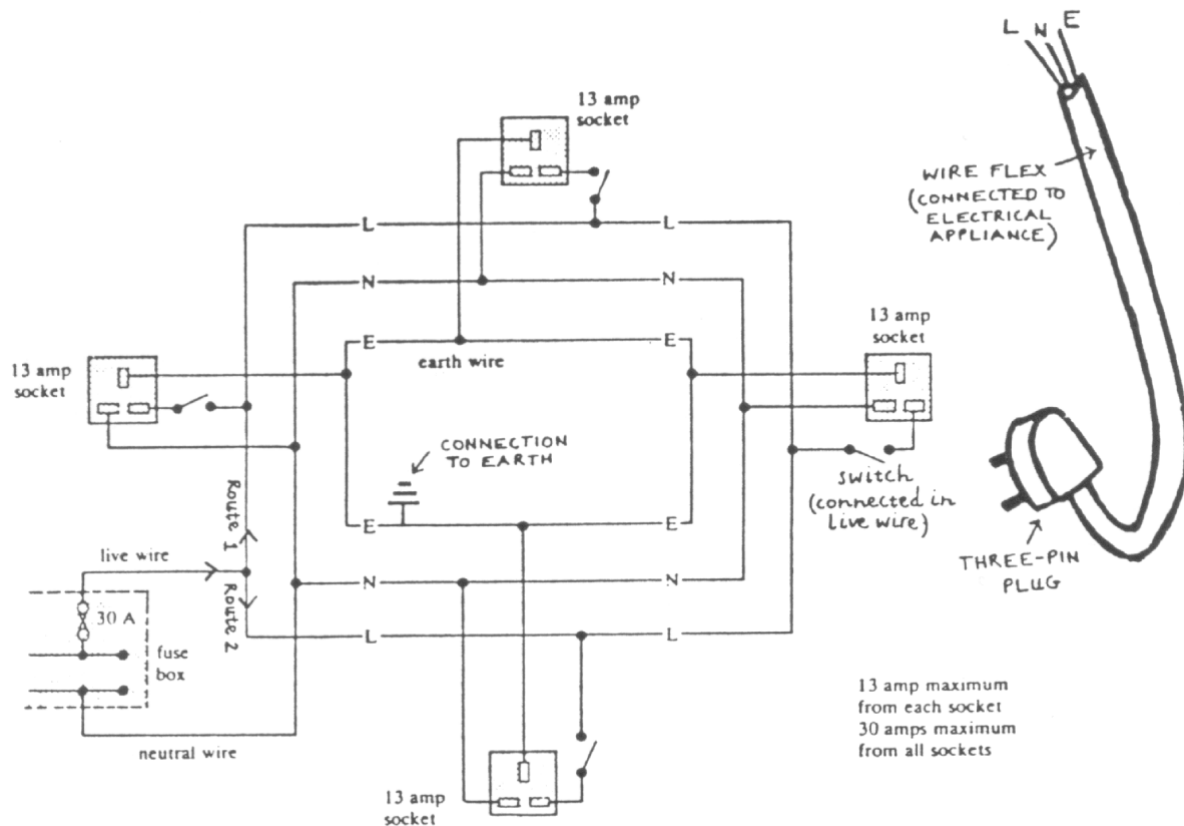 L N E
13 amp
socket
WIRE FLEX
(CONNECTED TO
ELECTRICAL
APPLIANCE)
L
L
N
N
13 amp
socket
E
E
earth wire
13 amp
socket
CONNECTION
TO EARTH
switch
(connected in
live wire)
THREE-PIN
PLUG
E
E
Route 1
live wire
N
N
Route 2
30 A
L
L
fuse
box
13 amp maximum
from each socket
30 amps maximum
from all sockets
neutral wire
13 amp
socket